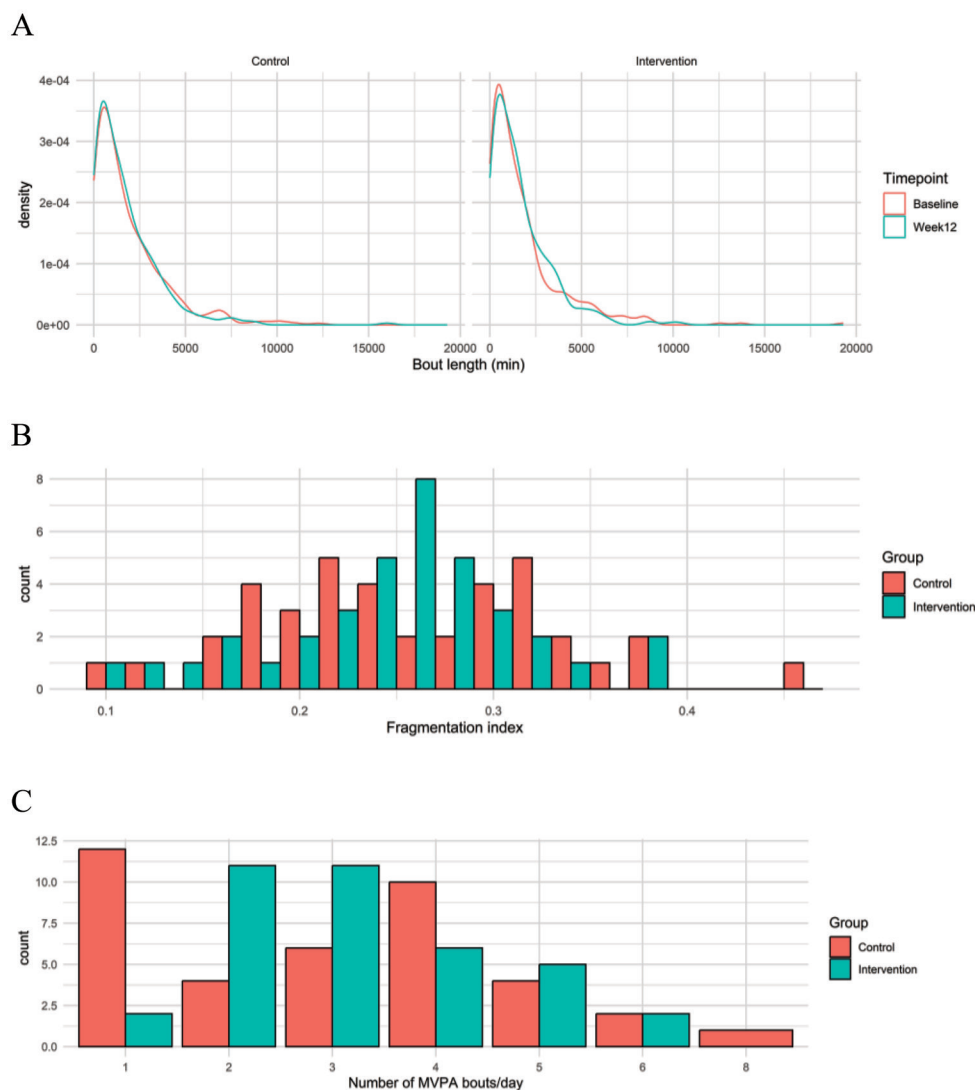 A
Control Intervention
4e-04
3e-04
2e-04
1e-04
0e+00
density
0 5000 10000 15000 20000 0 5000 10000 15000 20000
Bout length (min)
Timepoint
Baseline
Week12
B
8
6
4
2
0
count
0.1 0.2 0.3 0.4
Fragmentation index
Group
Control
Intervention
C
12.5
10.0
7.5
5.0
2.5
0.0
count
1 2 3 4 5 6 8
Number of MVPA bouts/day
Group
Control
Intervention